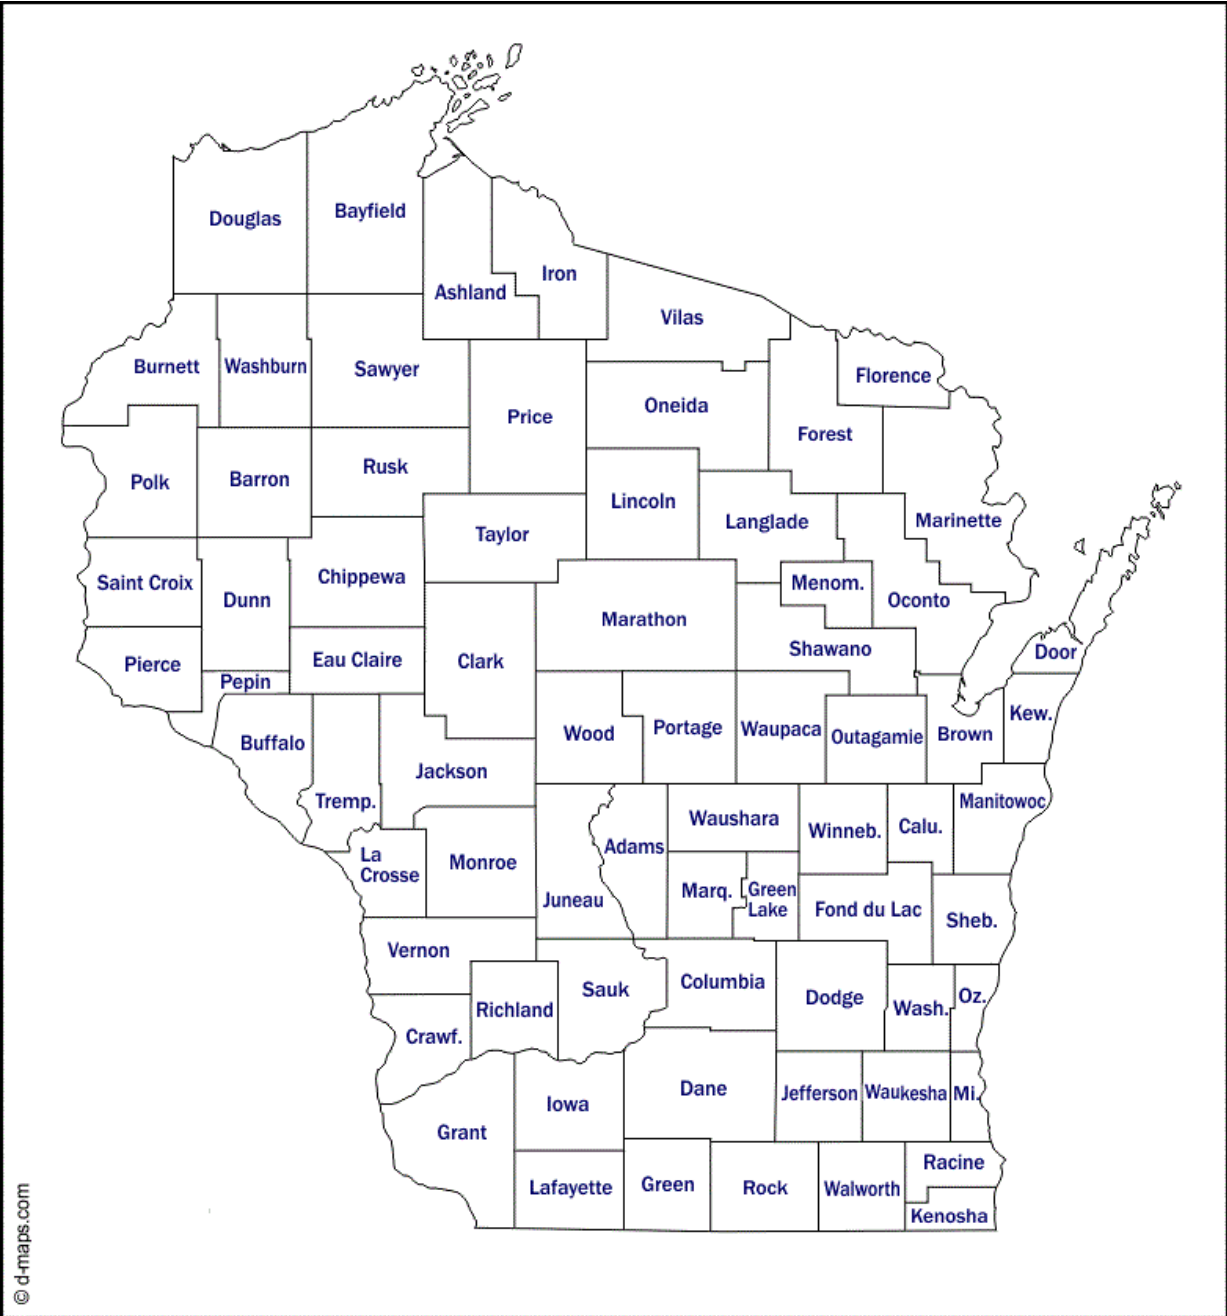 Douglas
Bayfield
Ashland
Iron
Vilas
Burnett
Washburn
Sawyer
Price
Oneida
Florence
Forest
Polk
Barron
Rusk
Lincoln
Langlade
Marinette
Taylor
Saint Croix
Dunn
Chippewa
Menom.
Oconto
Marathon
Shawano
Pierce
Pepin
Eau Claire
Clark
Door
Buffalo
Wood
Portage
Waupaca
Outagamie
Brown
Kew.
Jackson
Tremp.
Waushara
Winneb.
Calu.
Manitowoc
Adams
La
Crosse
Monroe
Juneau
Marq.
Green
Lake
Fond du Lac
Sheb.
Vernon
Richland
Sauk
Columbia
Dodge
Wash.
Oz.
Crawf.
Grant
Iowa
Dane
Jefferson
Waukesha
Mi.
Lafayette
Green
Rock
Walworth
Racine
Kenosha
© d-maps.com